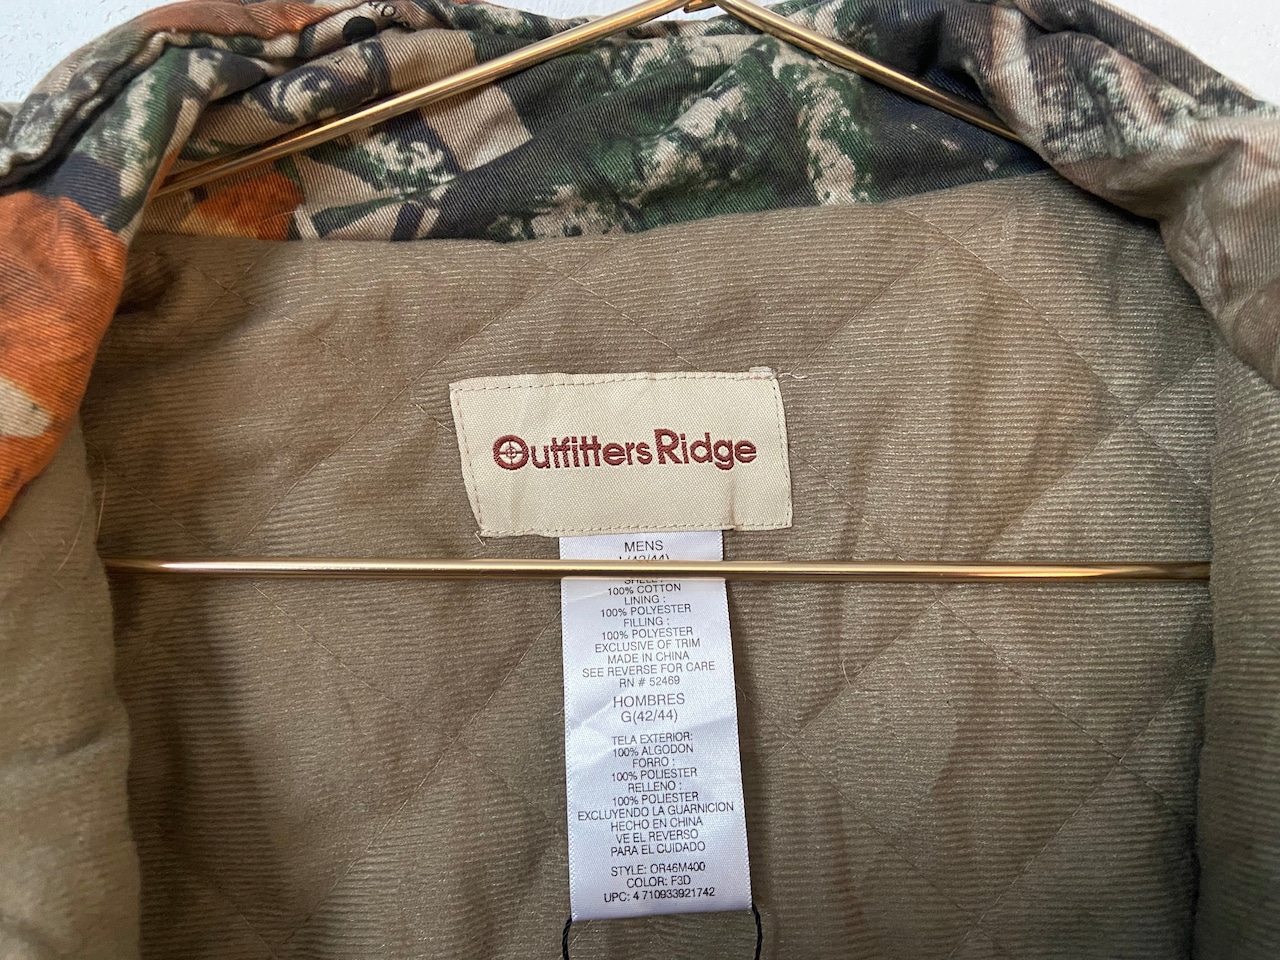 Outfitters Ridge
MENS
100% COTTON
LINING :
100% POLYESTER
FILLING :
100% POLYESTER
EXCLUSIVE OF TRIM
MADE IN CHINA
SEE REVERSE FOR CARE
RN # 52469
HOMBRES
G(42/44)
TELA EXTERIOR:
100% ALGODON
FORRO :
100% POLIESTER
RELLENO :
100% POLIESTER
EXCLUYENDO LA GUARNICION
HECHO EN CHINA
VE EL REVERSO
PARA EL CUIDADO
STYLE: OR46M400
COLOR: F3D
UPC: 4 710933921742